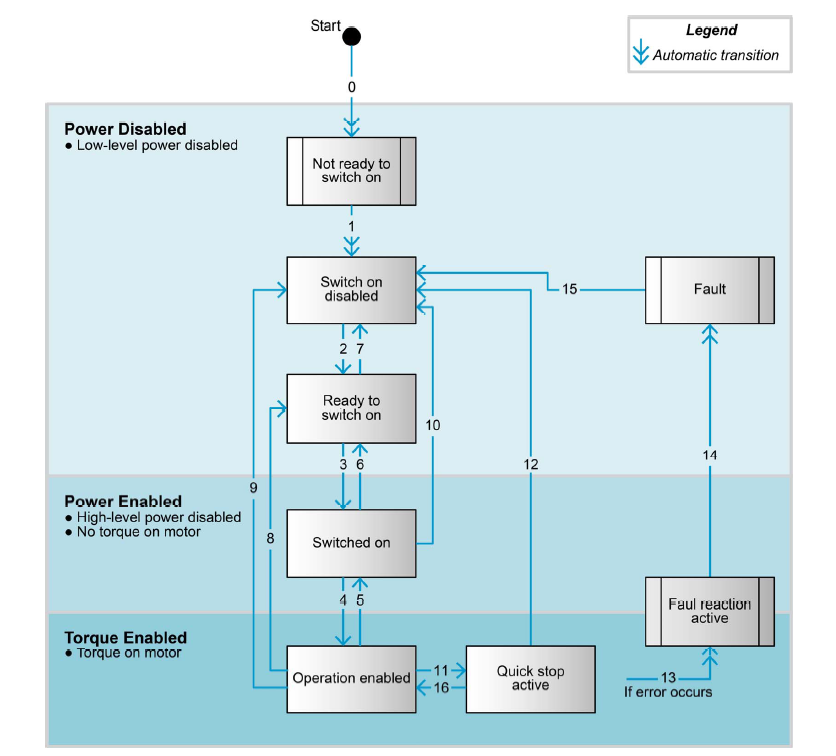 Start
Legend
Automatic transition
0
Power Disabled
● Low-level power disabled
Not ready to
switch on
1
Switch on
disabled
15
Fault
2 7
Ready to
switch on
10
3 6
12
14
9
Power Enabled
● High-level power disabled
● No torque on motor
8
Switched on
4 5
Faul reaction
active
Torque Enabled
● Torque on motor
Operation enabled
11
16
Quick stop
active
13
If error occurs